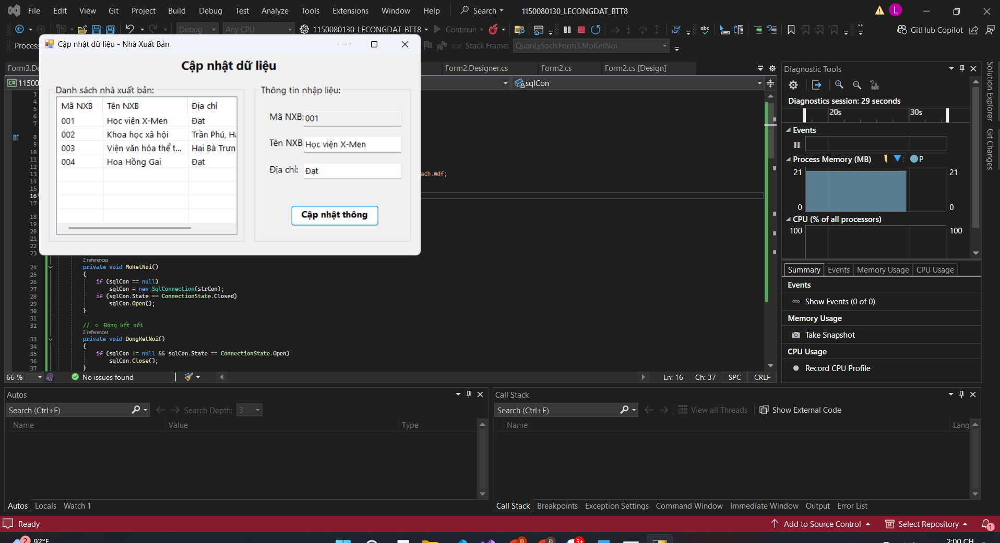 File Edit View Git Project Build Debug Test Analyze Tools Extensions Window Help Search 1150080130_LECONGDAT_BTT8 L
Debug Any CPU 1150080130_LECONGDAT_BTT8 Continue GitHub Copilot
Process Stack Frame: QuanLySach.Form3.MoKetNoi
Cập nhật dữ liệu - Nhà Xuất Bản
Cập nhật dữ liệu
Danh sách nhà xuất bản:
Mã NXB Tên NXB Địa chỉ
001 Học viện X-Men Đạt
002 Khoa học xã hội Trần Phú, Hà
003 Viện văn hóa thể t... Hai Bà Trưn
004 Hoa Hồng Gai Đạt
Thông tin nhập liệu:
Mã NXB: 001
Tên NXB Học viện X-Men
Địa chỉ: Đạt
Cập nhật thông
Form3.De Form2.Designer.cs Form2.cs Form2.cs [Design]
C# 11500 sqlCon
3
4
5
6
7
8
9
10
11
12
13 ach.mdf;
14
15
16
17
18
19
20
21
22
23
2 references
24 private void MoKetNoi()
25 {
26 if (sqlCon == null)
27 sqlCon = new SqlConnection(strCon);
28 if (sqlCon.State == ConnectionState.Closed)
29 sqlCon.Open();
30 }
31
32 // ⚬ Đóng kết nối
2 references
33 private void DongKetNoi()
34 {
35 if (sqlCon != null && sqlCon.State == ConnectionState.Open)
36 sqlCon.Close();
37 }
66 % No issues found Ln: 16 Ch: 37 SPC CRLF
Diagnostic Tools
Diagnostics session: 29 seconds
20s 30s
Events
Process Memory (MB) P
21 21
0 0
CPU (% of all processors)
100 100
Summary Events Memory Usage CPU Usage
Events
Show Events (0 of 0)
Memory Usage
Take Snapshot
CPU Usage
Record CPU Profile
Solution Explorer
Git Changes
Autos
Search (Ctrl+E) Search Depth: 3
Name Value Type
Autos Locals Watch 1
Call Stack
Search (Ctrl+E) View all Threads Show External Code
Name Lang
Call Stack Breakpoints Exception Settings Command Window Immediate Window Output Error List
Ready Add to Source Control Select Repository 1
2 92°F 5+ 2:00 CH